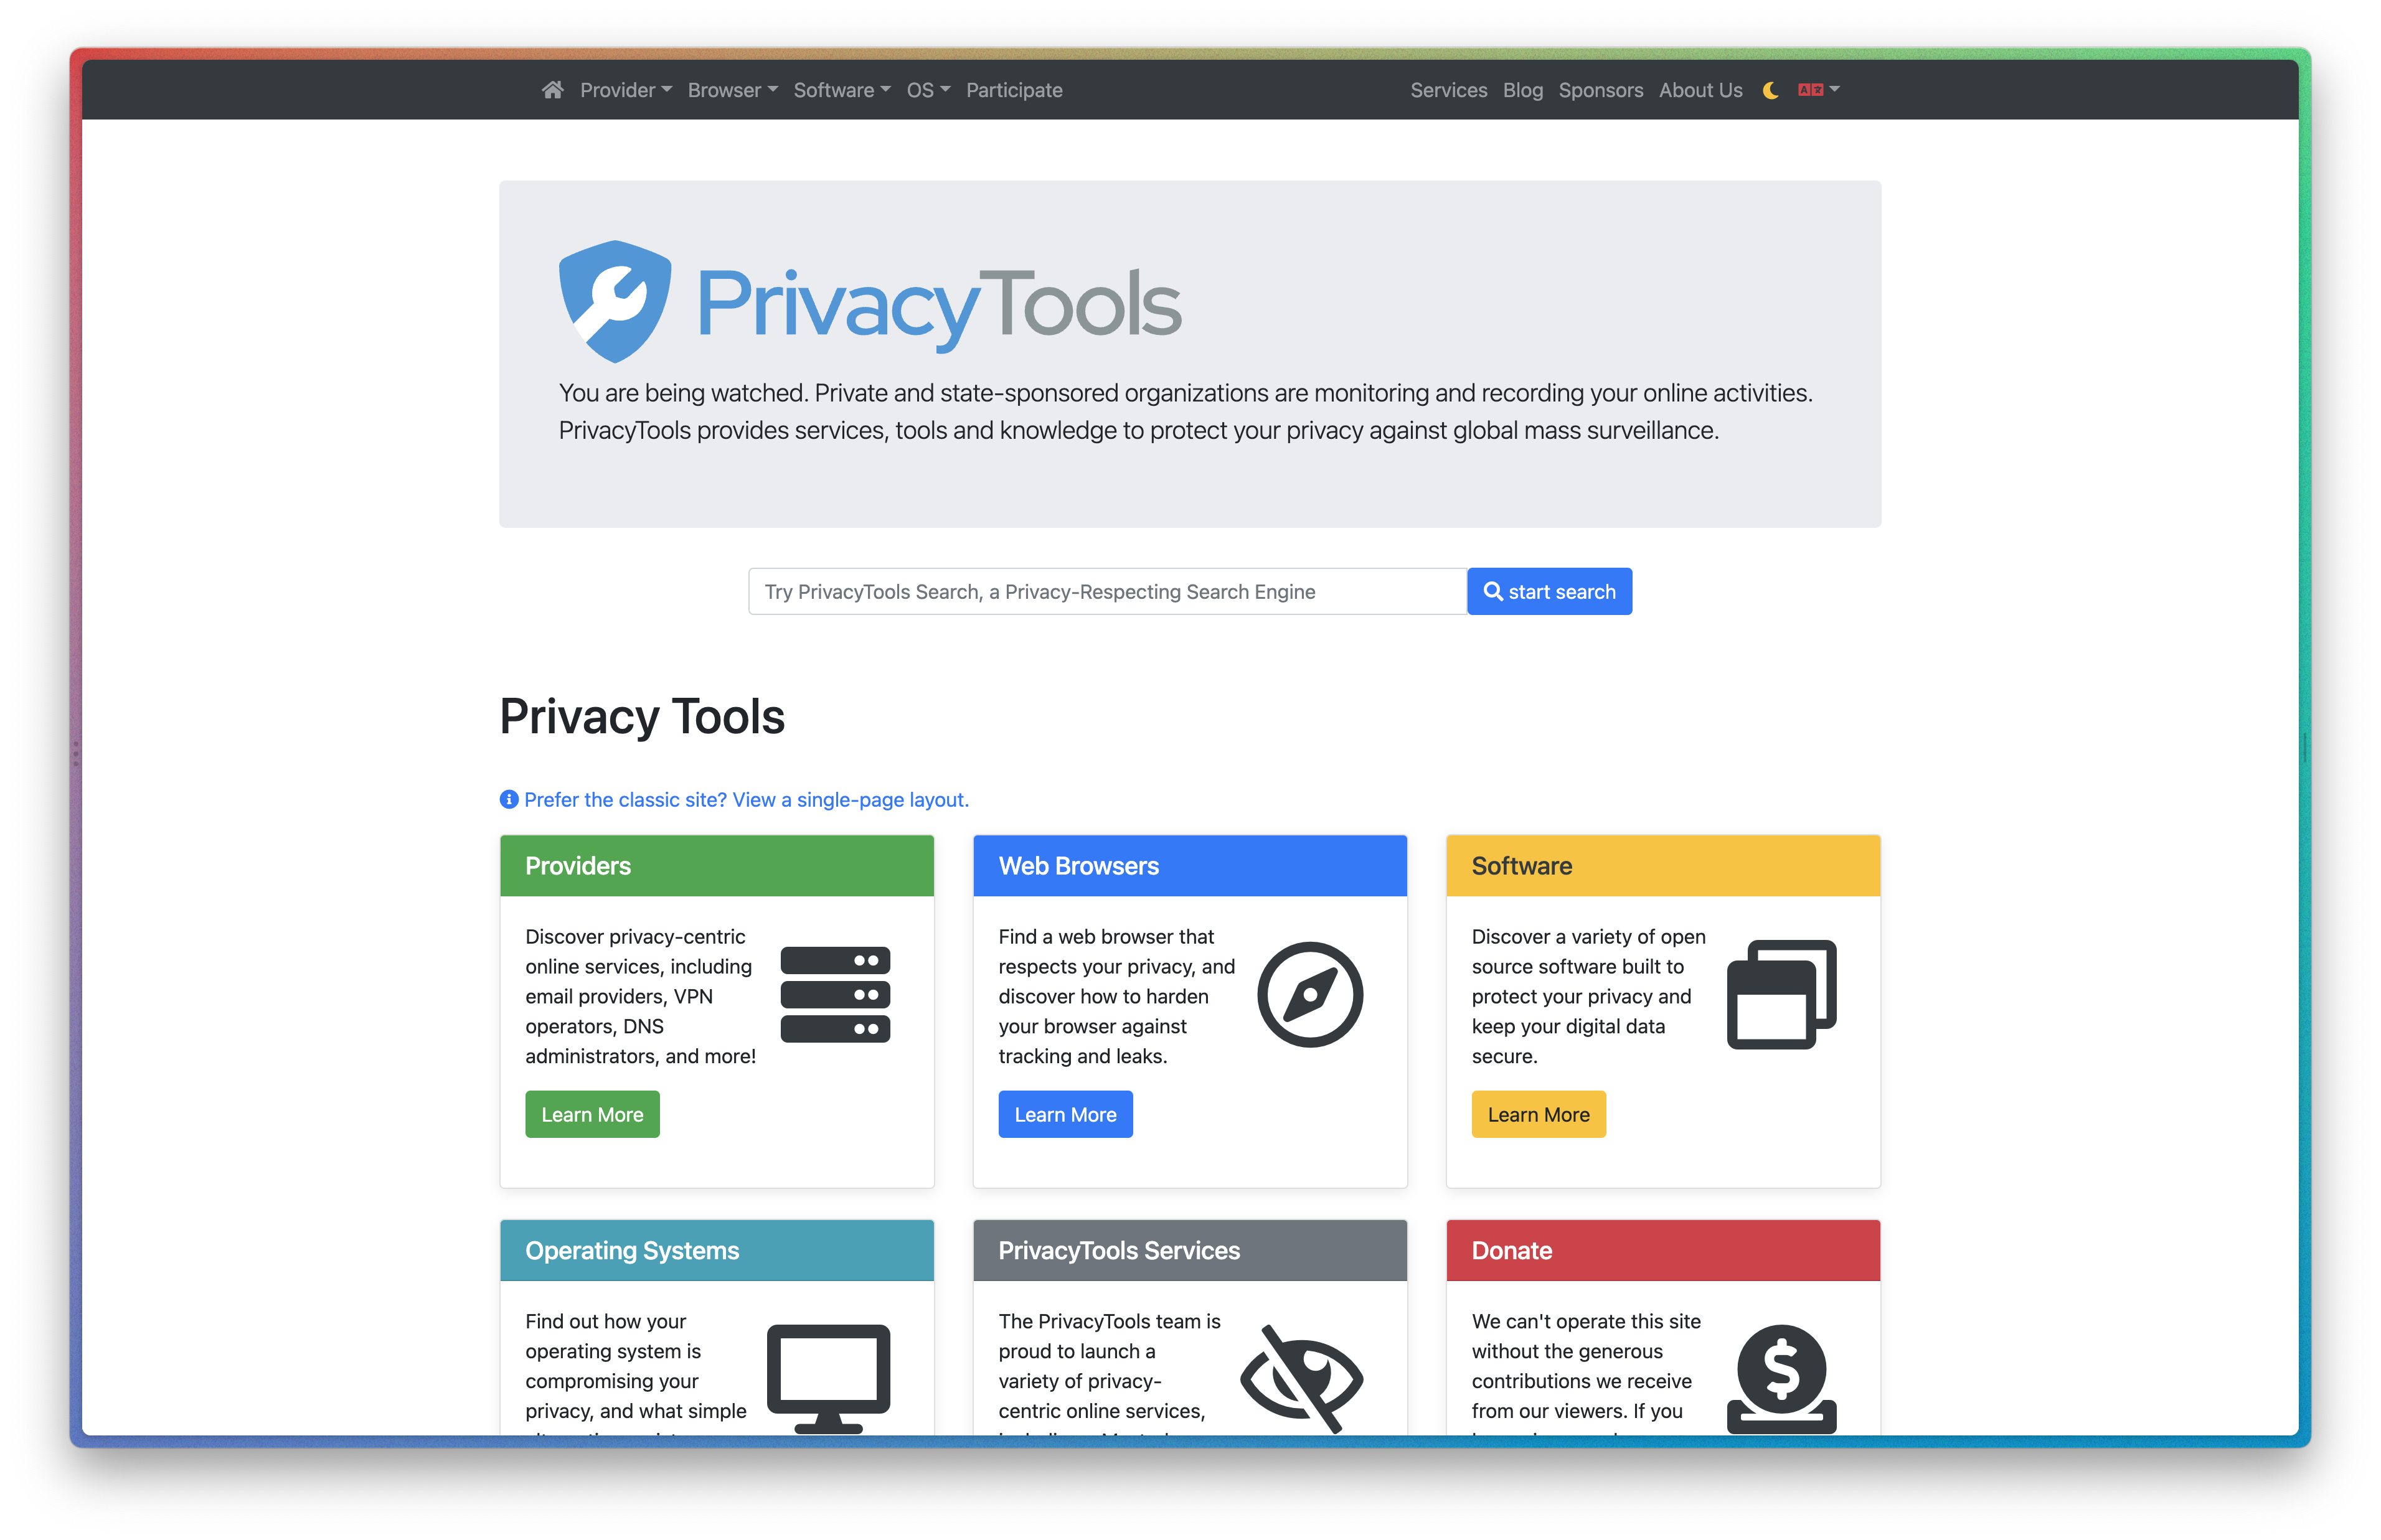 Provider Browser Software OS Participate Services Blog Sponsors About Us
PrivacyTools
You are being watched. Private and state-sponsored organizations are monitoring and recording your online activities.
PrivacyTools provides services, tools and knowledge to protect your privacy against global mass surveillance.
Try PrivacyTools Search, a Privacy-Respecting Search Engine
start search
Privacy Tools
Prefer the classic site? View a single-page layout.
Providers
Discover privacy-centric
online services, including
email providers, VPN
operators, DNS
administrators, and more!
Learn More
Web Browsers
Find a web browser that
respects your privacy, and
discover how to harden
your browser against
tracking and leaks.
Learn More
Software
Discover a variety of open
source software built to
protect your privacy and
keep your digital data
secure.
Learn More
Operating Systems
Find out how your
operating system is
compromising your
privacy, and what simple
PrivacyTools Services
The PrivacyTools team is
proud to launch a
variety of privacy-
centric online services,
Donate
We can't operate this site
without the generous
contributions we receive
from our viewers. If you